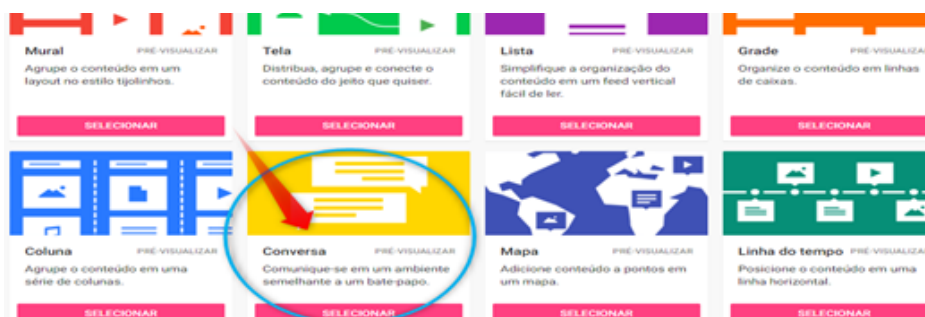 Mural PRÉ-VISUALIZAR
Agrupe o conteúdo em um
layout no estilo tijolinhos.
SELECIONAR
Tela PRÉ-VISUALIZAR
Distribua, agrupe e conecte o
conteúdo do jeito que quiser.
SELECIONAR
Lista PRÉ-VISUALIZAR
Simplifique a organização do
conteúdo em um feed vertical
fácil de ler.
SELECIONAR
Grade PRÉ-VISUALIZA
Organize o conteúdo em linhas
de caixas.
SELECIONAR
Coluna PRÉ-VISUALIZAR
Agrupe o conteúdo em uma
série de colunas.
SELECIONAR
Conversa PRÉ-VISUALIZAR
Comunique-se em um ambiente
semelhante a um bate-papo.
SELECIONAR
Mapa PRÉ-VISUALIZAR
Adicione conteúdo a pontos em
um mapa.
SELECIONAR
Linha do tempo PRÉ-VISUALIZA
Posicione o conteúdo em uma
linha horizontal.
SELECIONAR